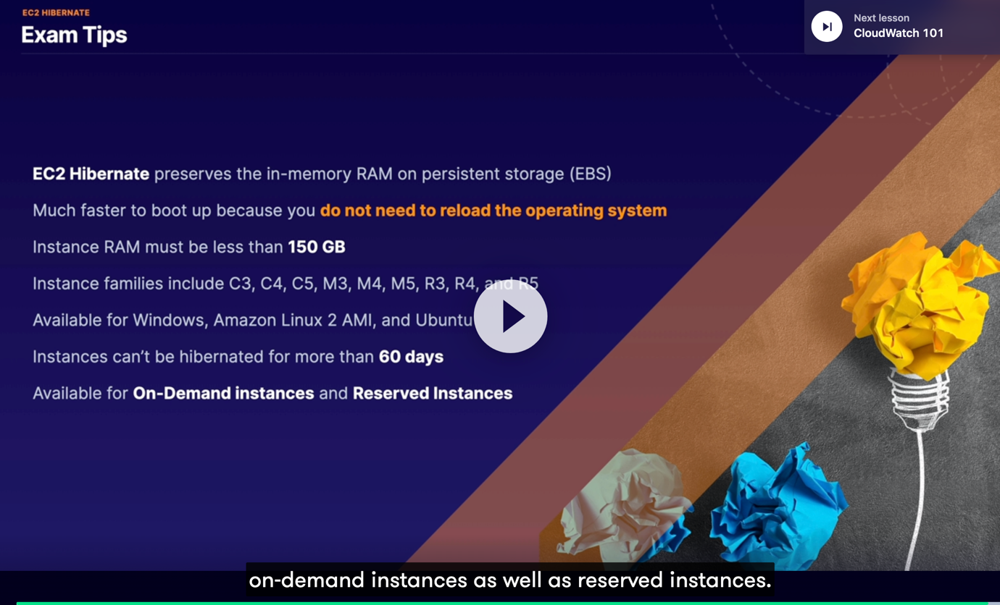 EC2 HIBERNATE
Exam Tips
Next lesson
CloudWatch 101
EC2 Hibernate preserves the in-memory RAM on persistent storage (EBS)
Much faster to boot up because you do not need to reload the operating system
Instance RAM must be less than 150 GB
Instance families include C3, C4, C5, M3, M4, M5, R3, R4, and R5
Available for Windows, Amazon Linux 2 AMI, and Ubuntu
Instances can’t be hibernated for more than 60 days
Available for On-Demand instances and Reserved Instances
on-demand instances as well as reserved instances.